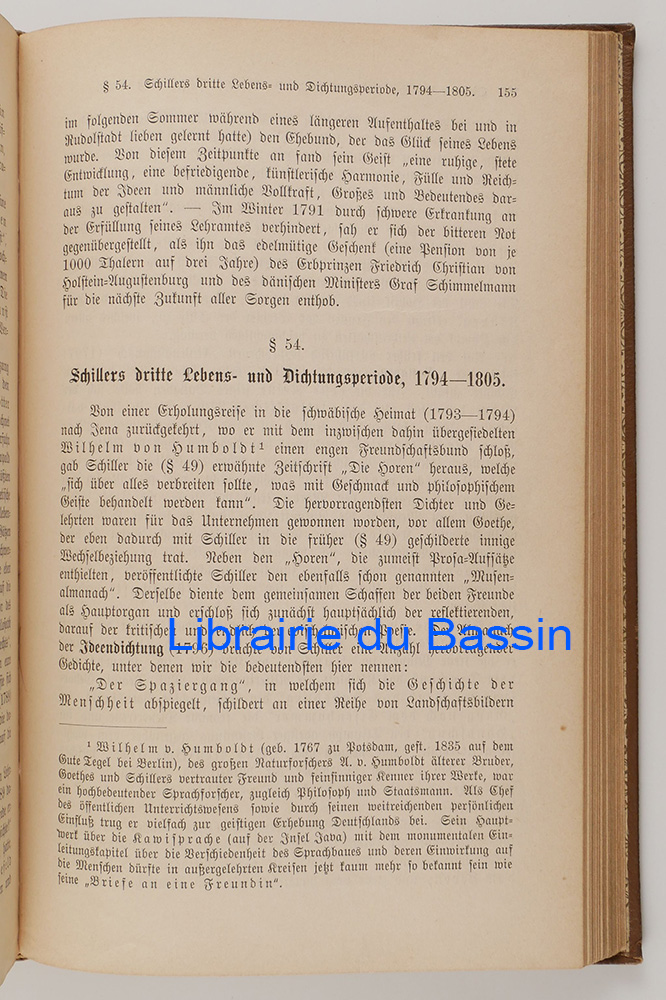 § 54. Schillers dritte Lebens- und Dichtungsperiode, 1794—1805. 155
im folgenden Sommer während eines längeren Aufenthaltes bei und in
Rudolstadt lieben gelernt hatte) den Ehebund, der das Glück seines Lebens
wurde. Von diesem Zeitpunkte an fand sein Geist „eine ruhige, stete
Entwicklung, eine befriedigende, künstlerische Harmonie, Fülle und Reich-
tum der Ideen und männliche Vollkraft, Großes und Bedeutendes dar-
aus zu gestalten“. — Im Winter 1791 durch schwere Erkrankung an
der Erfüllung seines Lehramtes verhindert, sah er sich der bitteren Not
gegenübergestellt, als ihn das edelmütige Geschenk (eine Pension von je
1000 Thalern auf drei Jahre) des Erbprinzen Friedrich Christian von
Holstein-Augustenburg und des dänischen Ministers Graf Schimmelmann
für die nächste Zukunft aller Sorgen enthob.
§ 54.
Schillers dritte Lebens- und Dichtungsperiode, 1794—1805.
Von einer Erholungsreise in die schwäbische Heimat (1793—1794)
nach Jena zurückgekehrt, wo er mit dem inzwischen dahin übergesiedelten
Wilhelm von Humboldt¹ einen engen Freundschaftsbund schloß,
gab Schiller die (§ 49) erwähnte Zeitschrift „Die Horen“ heraus, welche
„sich über alles verbreiten sollte, was mit Geschmack und philosophischem
Geiste behandelt werden kann“. Die hervorragendsten Dichter und Ge-
lehrten waren für das Unternehmen gewonnen worden, vor allem Goethe,
der eben dadurch mit Schiller in die früher (§ 49) geschilderte innige
Wechselbeziehung trat. Neben den „Horen“, die zumeist Prosa-Aufsätze
enthielten, veröffentlichte Schiller den ebenfalls schon genannten „Musen-
almanach“. Derselbe diente dem gemeinsamen Schaffen der beiden Freunde
als Hauptorgan und erschloß sich zunächst hauptsächlich der reflektierenden,
darauf der kritischen und endlich der Poesie. Der Almanach
Librairie du Bassin
der Ideendichtung (1796) brachte von Schiller eine Anzahl hervorragender
Gedichte, unter denen wir die bedeutendsten hier nennen:
„Der Spaziergang“, in welchem sich die Geschichte der
Menschheit abspiegelt, schildert an einer Reihe von Landschaftsbildern
¹ Wilhelm v. Humboldt (geb. 1767 zu Potsdam, gest. 1835 auf dem
Gute Tegel bei Berlin), des großen Naturforschers A. v. Humboldt älterer Bruder,
Goethes und Schillers vertrauter Freund und feinsinniger Kenner ihrer Werke, war
ein hochbedeutender Sprachforscher, zugleich Philosoph und Staatsmann. Als Chef
des öffentlichen Unterrichtswesens sowie durch seinen weitreichenden persönlichen
Einfluß trug er vielfach zur geistigen Erhebung Deutschlands bei. Sein Haupt-
werk über die Kawisprache (auf der Insel Java) mit dem monumentalen Ein-
leitungskapitel über die Verschiedenheit des Sprachbaues und deren Einwirkung auf
die Menschen dürfte in außergelehrten Kreisen jetzt kaum mehr so bekannt sein wie
seine „Briefe an eine Freundin“.